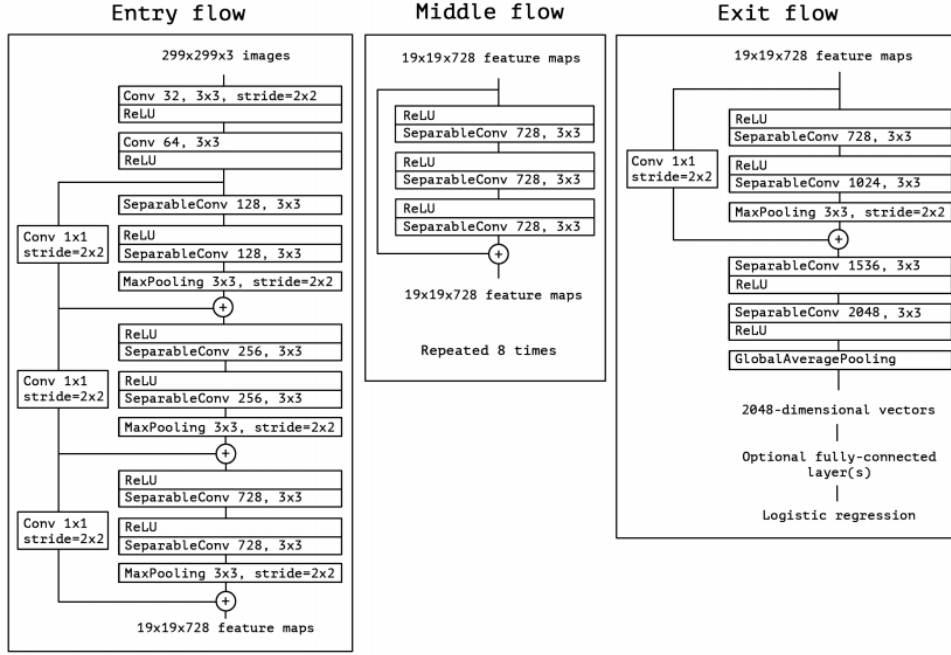 Entry flow
299x299x3 images
Conv 32, 3x3, stride=2x2
ReLU
Conv 64, 3x3
ReLU
SeparableConv 128, 3x3
Conv 1x1
stride=2x2
ReLU
SeparableConv 128, 3x3
MaxPooling 3x3, stride=2x2
+
ReLU
SeparableConv 256, 3x3
Conv 1x1
stride=2x2
ReLU
SeparableConv 256, 3x3
MaxPooling 3x3, stride=2x2
+
ReLU
SeparableConv 728, 3x3
Conv 1x1
stride=2x2
ReLU
SeparableConv 728, 3x3
MaxPooling 3x3, stride=2x2
+
19x19x728 feature maps
Middle flow
19x19x728 feature maps
ReLU
SeparableConv 728, 3x3
ReLU
SeparableConv 728, 3x3
ReLU
SeparableConv 728, 3x3
+
19x19x728 feature maps
Repeated 8 times
Exit flow
19x19x728 feature maps
ReLU
SeparableConv 728, 3x3
Conv 1x1
stride=2x2
ReLU
SeparableConv 1024, 3x3
MaxPooling 3x3, stride=2x2
+
SeparableConv 1536, 3x3
ReLU
SeparableConv 2048, 3x3
ReLU
GlobalAveragePooling
2048-dimensional vectors
Optional fully-connected
layer(s)
Logistic regression